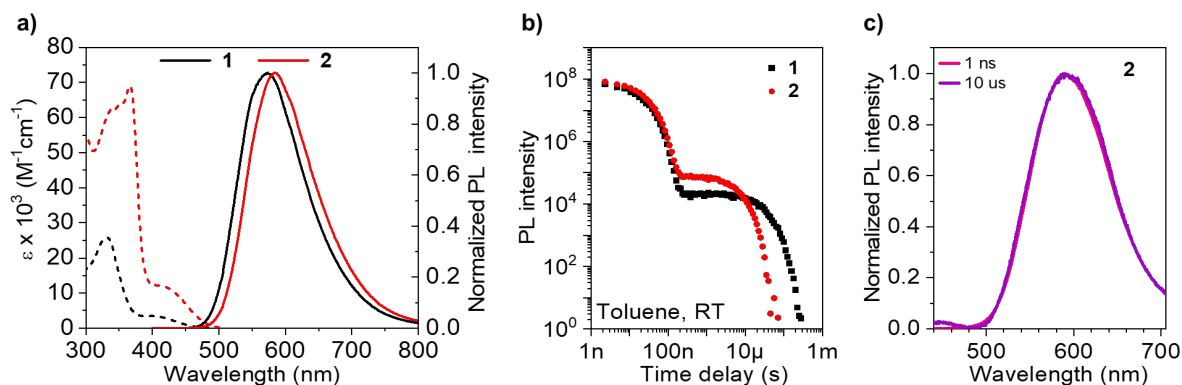 a)
1 2
80
70
60
50
40
30
20
10
0
ε x 10³ (M⁻¹cm⁻¹)
1.0
0.8
0.6
0.4
0.2
0.0
Normalized PL intensity
300 400 500 600 700 800
Wavelength (nm)
b)
1
2
10⁸
10⁶
10⁴
10²
10⁰
PL intensity
Toluene, RT
1n 100n 10µ 1m
Time delay (s)
c)
1 ns
10 us
2
1.0
0.8
0.6
0.4
0.2
0.0
Normalized PL intensity
500 600 700
Wavelength (nm)